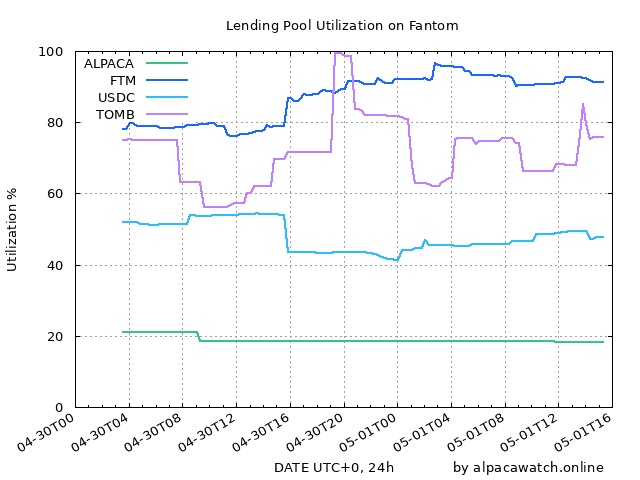 Lending Pool Utilization on Fantom
ALPACA
FTM
USDC
TOMB
100
80
60
40
20
0
Utilization %
04-30T00
04-30T04
04-30T08
04-30T12
04-30T16
04-30T20
05-01T00
05-01T04
05-01T08
05-01T12
05-01T16
DATE UTC+0, 24h
by alpacawatch.online